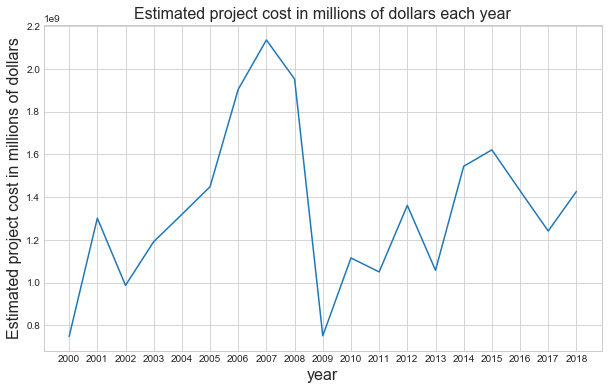 Estimated project cost in millions of dollars each year
1e9
2.2
2.0
1.8
1.6
1.4
1.2
1.0
0.8
Estimated project cost in millions of dollars
2000 2001 2002 2003 2004 2005 2006 2007 2008 2009 2010 2011 2012 2013 2014 2015 2016 2017 2018
year